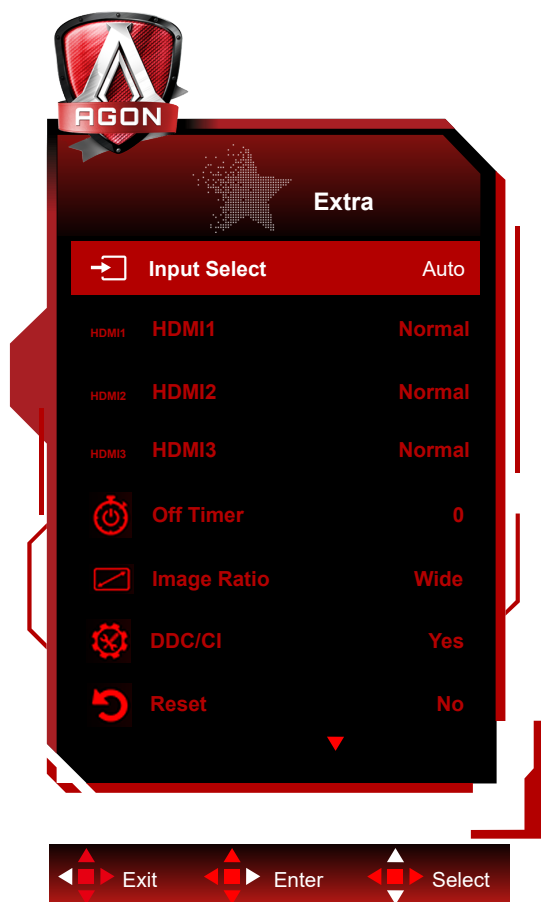 AGON
Extra
Input Select Auto
HDMI1 HDMI1 Normal
HDMI2 HDMI2 Normal
HDMI3 HDMI3 Normal
Off Timer 0
Image Ratio Wide
DDC/CI Yes
Reset No
Exit Enter Select